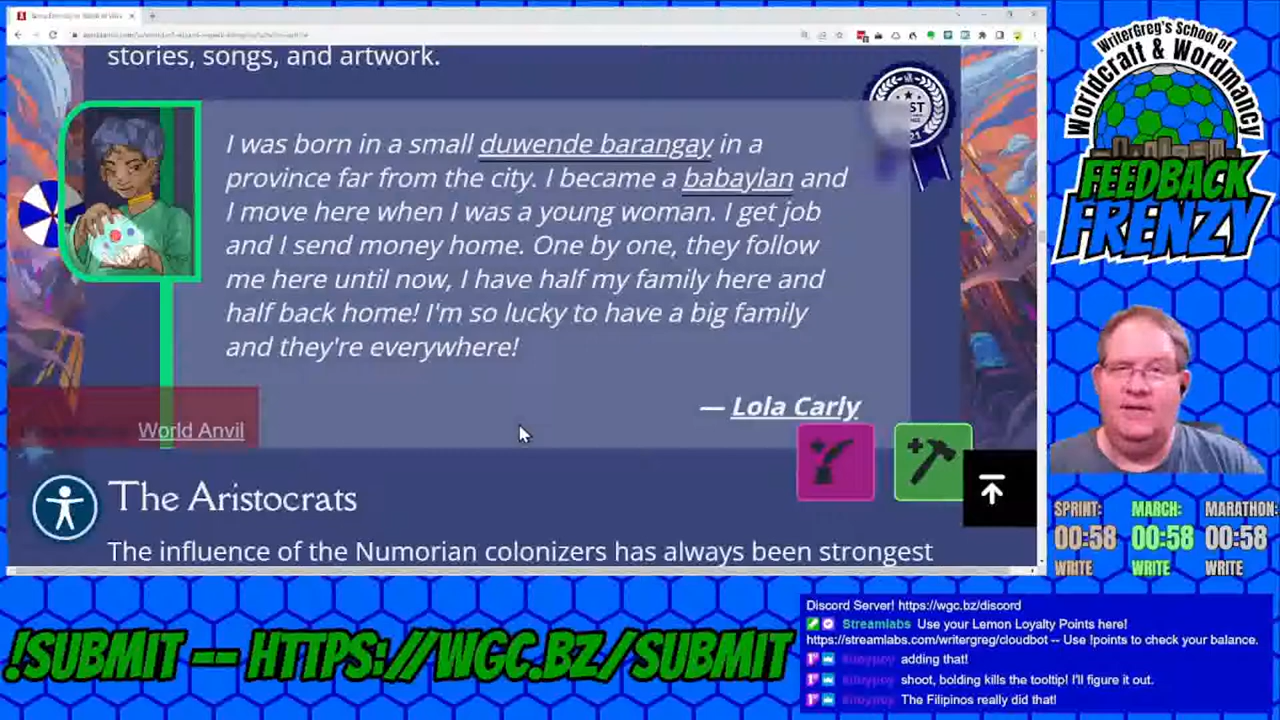 stories, songs, and artwork.
I was born in a small duwende barangay in a
province far from the city. I became a babaylan and
I move here when I was a young woman. I get job
and I send money home. One by one, they follow
me here until now, I have half my family here and
half back home! I'm so lucky to have a big family
and they're everywhere!
— Lola Carly
World Anvil
The Aristocrats
The influence of the Numorian colonizers has always been strongest
WriterGreg's School of
Worldcraft & Wordmancy
FEEDBACK
FRENZY
SPRINT: MARCH: MARATHON:
00:58 00:58 00:58
WRITE WRITE WRITE
!SUBMIT -- HTTPS://WGC.BZ/SUBMIT
Discord Server! https://wgc.bz/discord
Streamlabs Use your Lemon Loyalty Points here!
https://streamlabs.com/writergreg/cloudbot -- Use !points to check your balance.
adding that!
shoot, bolding kills the tooltip! I'll figure it out.
The Filipinos really did that!